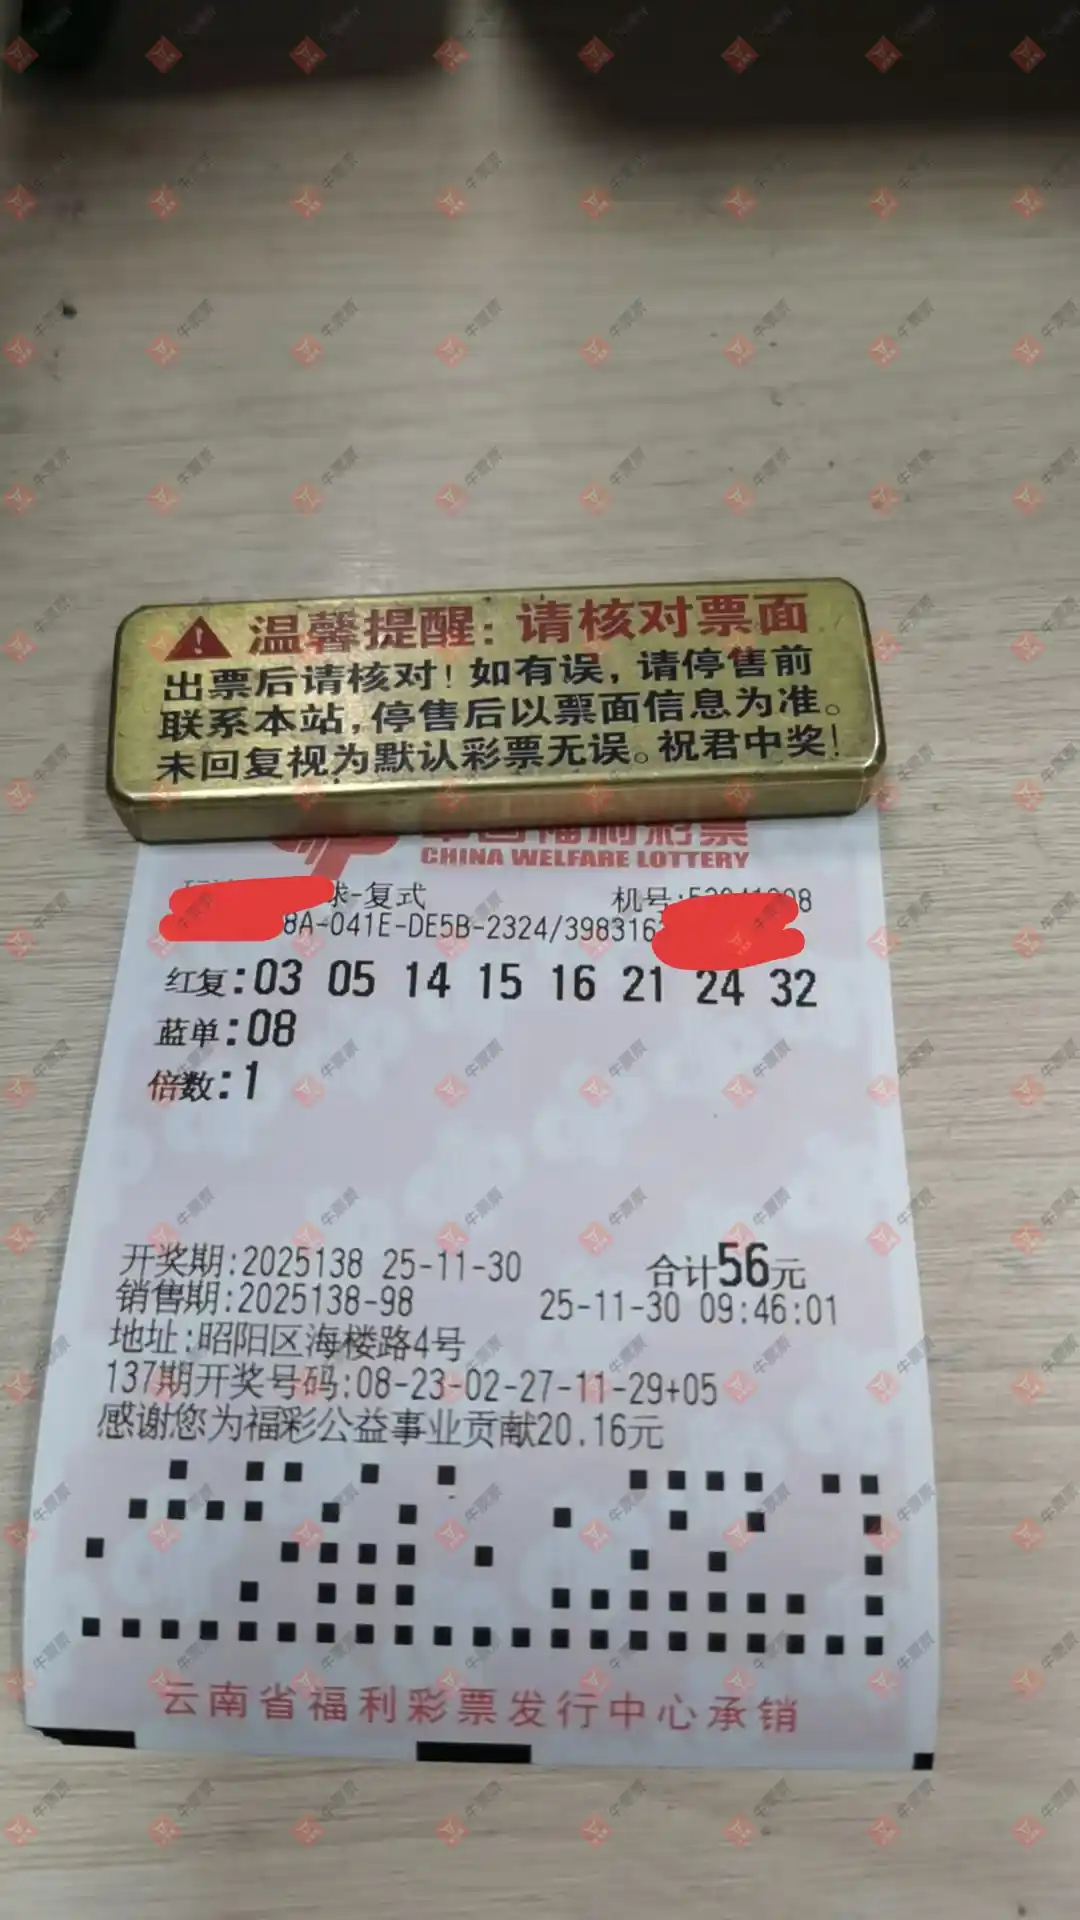 温馨提醒：请核对票面
出票后请核对！如有误，请停售前
联系本站，停售后以票面信息为准。
未回复视为默认彩票无误。祝君中奖！
中国福利彩票
CHINA WELFARE LOTTERY
球-复式 机号:
8A-041E-DE5B-2324/398316
红复:03 05 14 15 16 21 24 32
蓝单:08
倍数:1
开奖期:2025138 25-11-30 合计56元
销售期:2025138-98 25-11-30 09:46:01
地址:昭阳区海楼路4号
137期开奖号码:08-23-02-27-11-29+05
感谢您为福彩公益事业贡献20.16元
云南省福利彩票发行中心承销